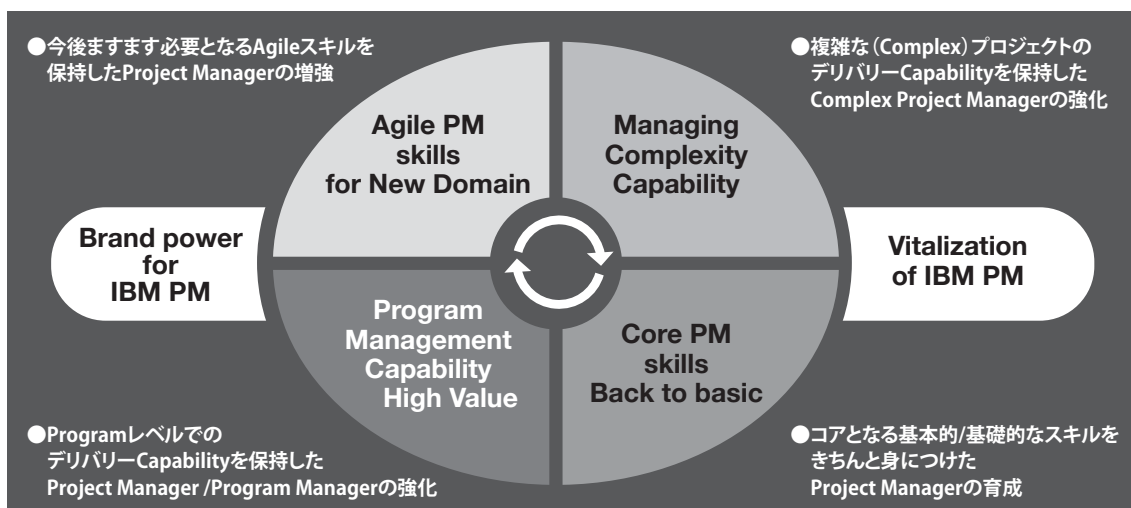 ●今後ますます必要となるAgileスキルを
保持したProject Managerの増強
●複雑な(Complex)プロジェクトの
デリバリーCapabilityを保持した
Complex Project Managerの強化
Agile PM
skills
for New Domain
Managing
Complexity
Capability
Brand power
for
IBM PM
Vitalization
of IBM PM
Program
Management
Capability
High Value
Core PM
skills
Back to basic
●Programレベルでの
デリバリーCapabilityを保持した
Project Manager /Program Managerの強化
●コアとなる基本的/基礎的なスキルを
きちんと身につけた
Project Managerの育成